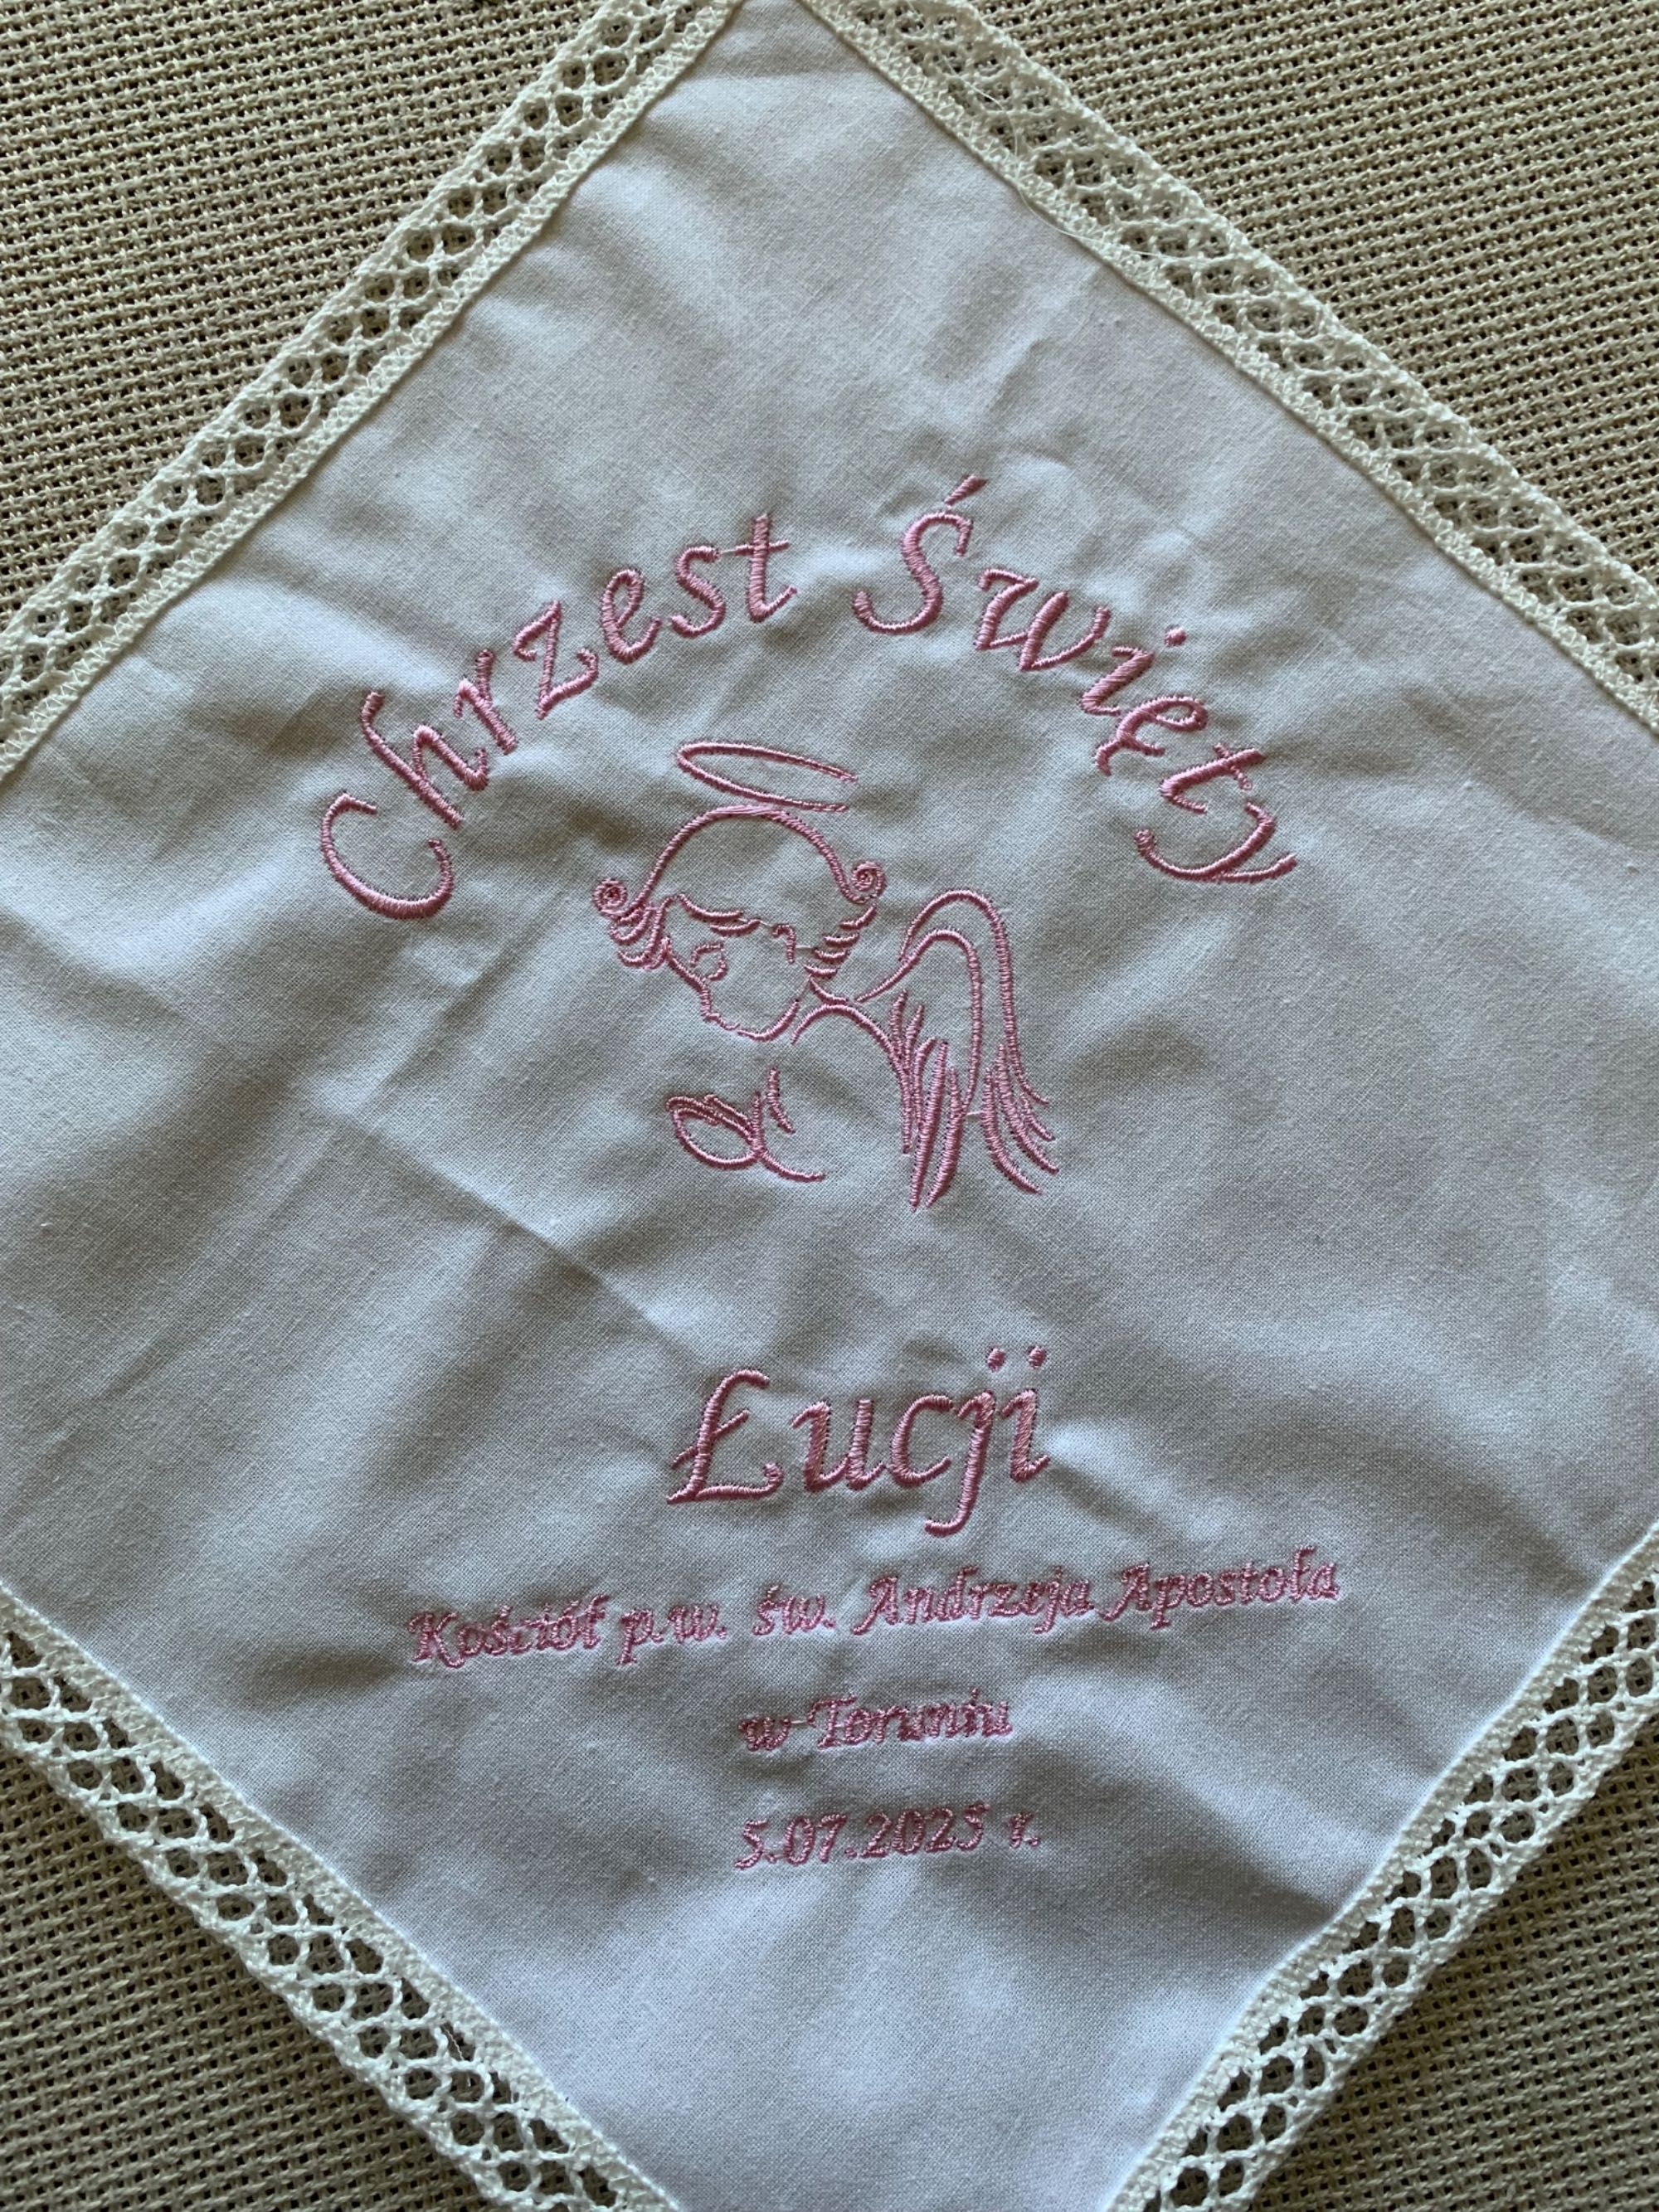 Chrzest Święty
Łucji
Kościół p.w. św. Andrzeja Apostoła
w Toruniu
5.07.2025 r.